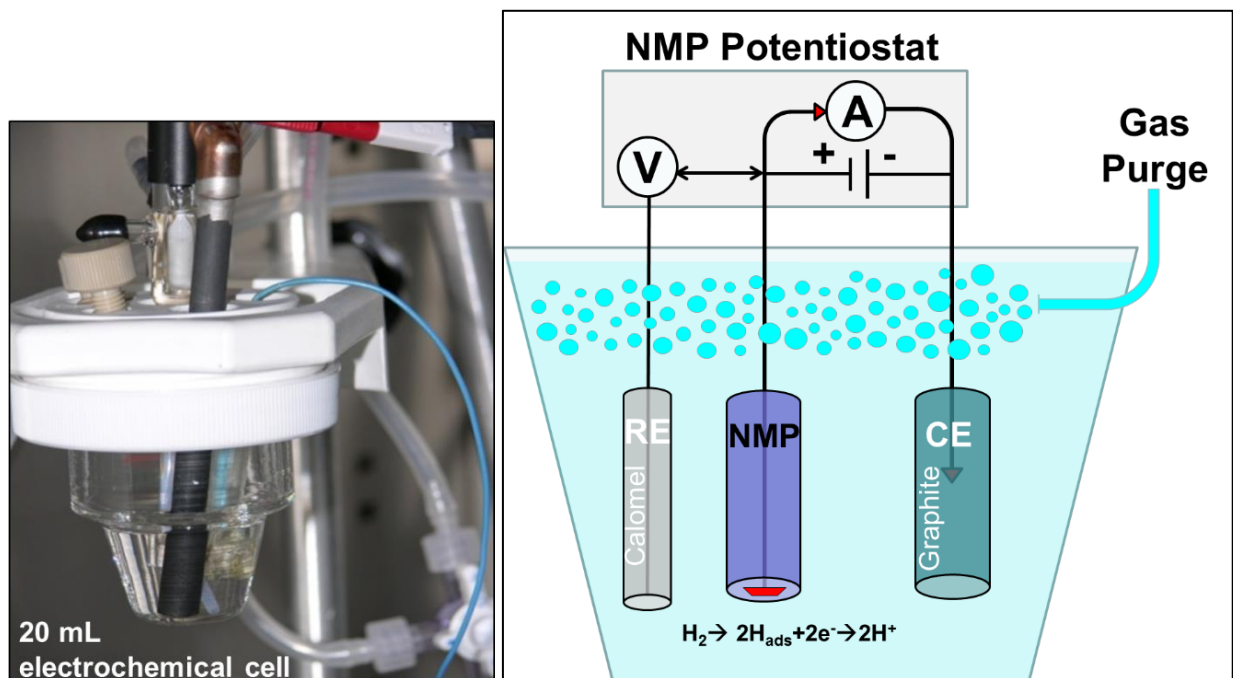 20 mL
electrochemical cell
NMP Potentiostat
A
+ -
V
Gas
Purge
RE
Calomel
NMP
CE
Graphite
H₂→ 2Hₐdₛ+2e⁻→2H⁺